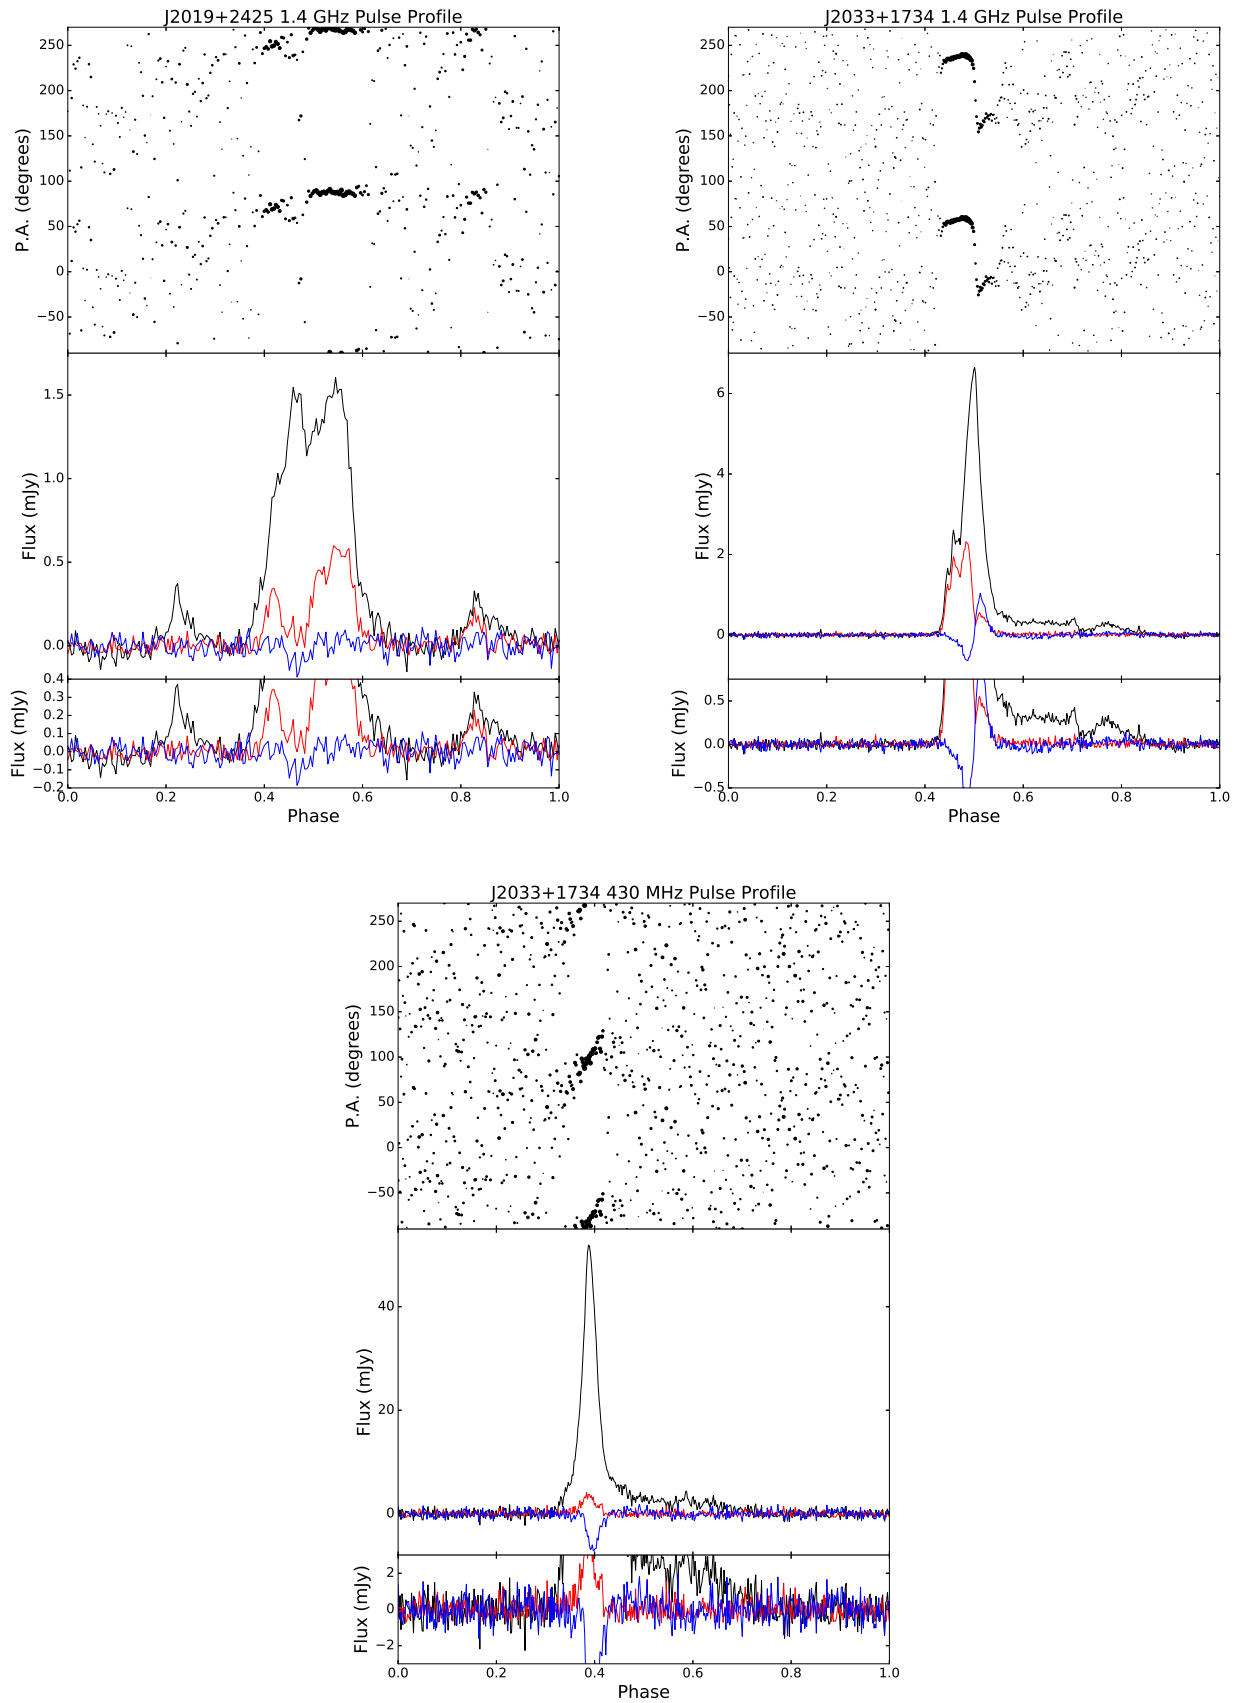 J2019+2425 1.4 GHz Pulse Profile
250
200
150
100
50
0
−50
P.A. (degrees)
1.5
1.0
0.5
0.0
Flux (mJy)
0.4
0.3
0.2
0.1
0.0
−0.1
−0.2
Flux (mJy)
0.0 0.2 0.4 0.6 0.8 1.0
Phase
J2033+1734 1.4 GHz Pulse Profile
250
200
150
100
50
0
−50
P.A. (degrees)
6
4
2
0
Flux (mJy)
0.5
0.0
−0.5
Flux (mJy)
0.0 0.2 0.4 0.6 0.8 1.0
Phase
J2033+1734 430 MHz Pulse Profile
250
200
150
100
50
0
−50
P.A. (degrees)
40
20
0
Flux (mJy)
2
0
−2
Flux (mJy)
0.0 0.2 0.4 0.6 0.8 1.0
Phase